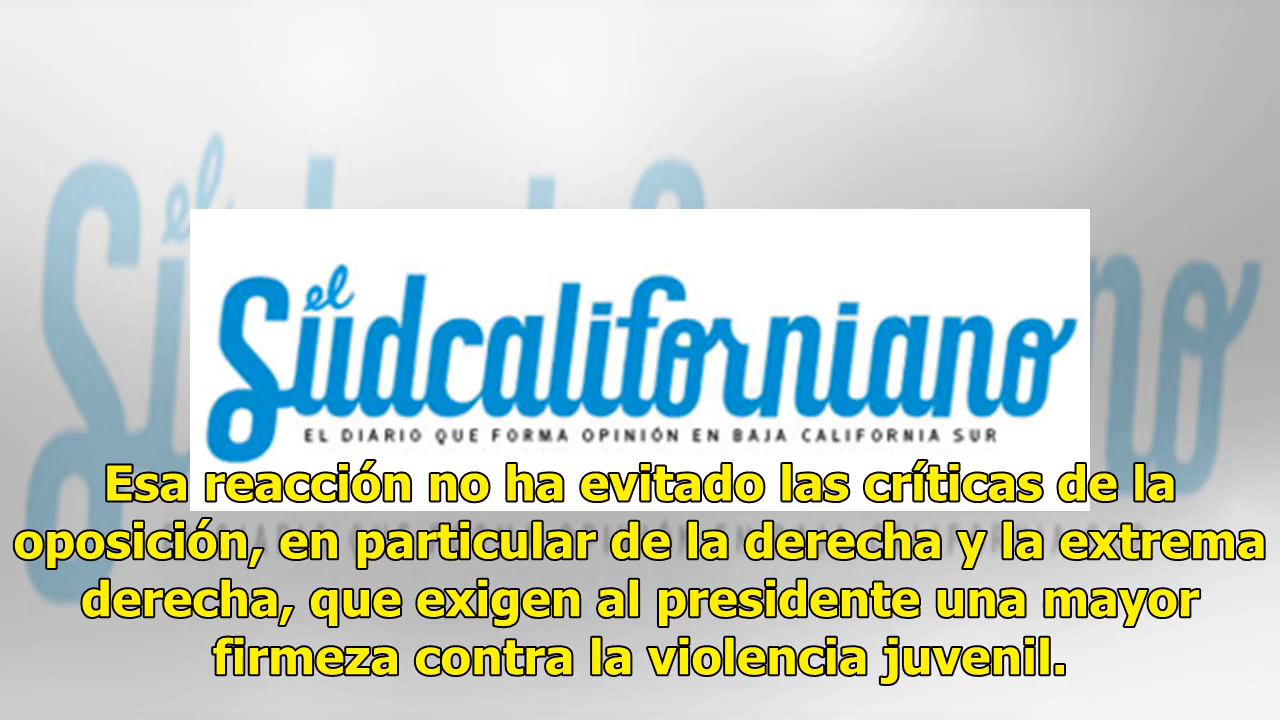 el
Sudcaliforniano
EL DIARIO QUE FORMA OPINIÓN EN BAJA CALIFORNIA SUR
Esa reacción no ha evitado las críticas de la
oposición, en particular de la derecha y la extrema
derecha, que exigen al presidente una mayor
firmeza contra la violencia juvenil.